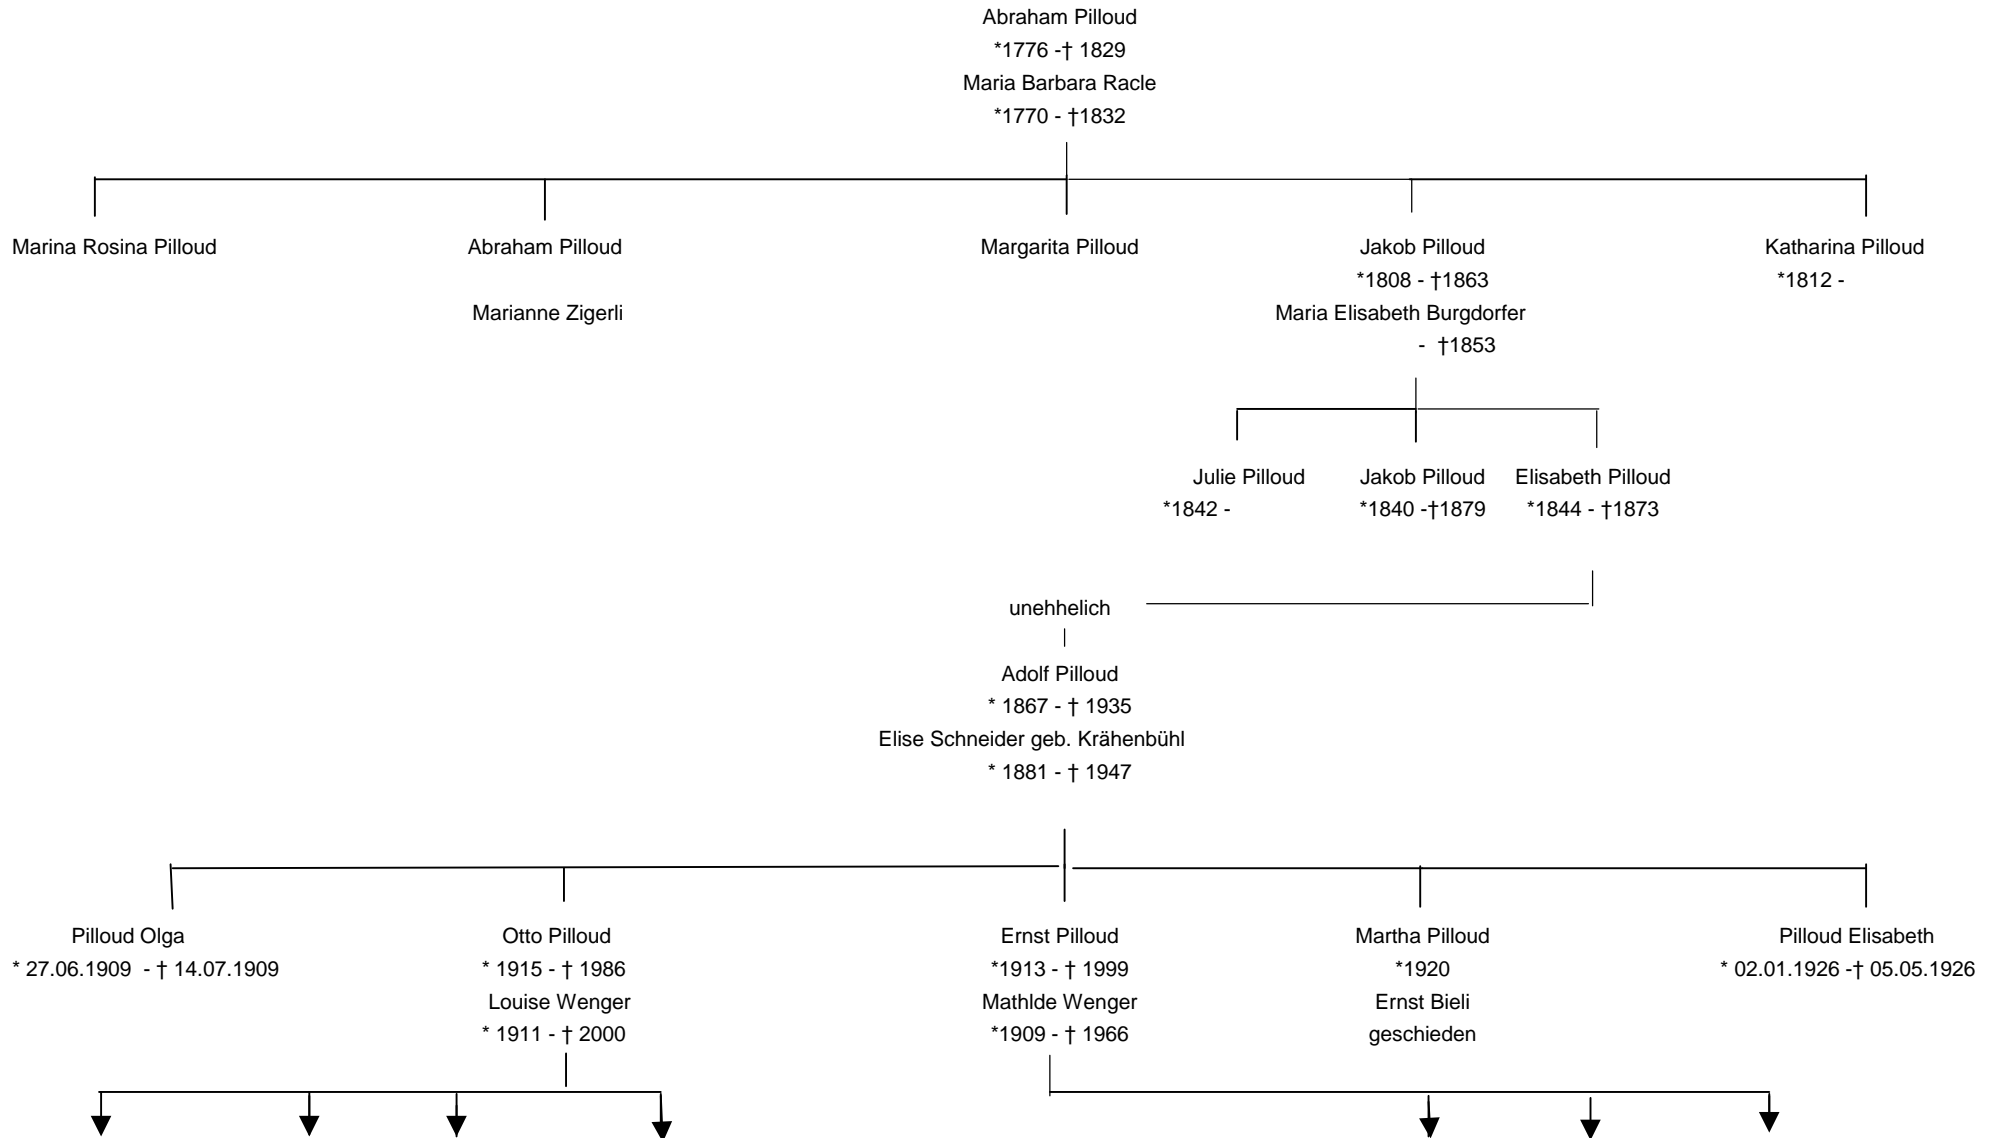 Abraham Pilloud
*1776 -† 1829
Maria Barbara Racle
*1770 - †1832
Marina Rosina Pilloud
Abraham Pilloud
Marianne Zigerli
Margarita Pilloud
Jakob Pilloud
*1808 - †1863
Maria Elisabeth Burgdorfer
- †1853
Katharina Pilloud
*1812 -
Julie Pilloud
*1842 -
Jakob Pilloud
*1840 -†1879
Elisabeth Pilloud
*1844 - †1873
unehhelich
Adolf Pilloud
* 1867 - † 1935
Elise Schneider geb. Krähenbühl
* 1881 - † 1947
Pilloud Olga
* 27.06.1909 - † 14.07.1909
Otto Pilloud
* 1915 - † 1986
Louise Wenger
* 1911 - † 2000
Ernst Pilloud
*1913 - † 1999
Mathlde Wenger
*1909 - † 1966
Martha Pilloud
*1920
Ernst Bieli
geschieden
Pilloud Elisabeth
* 02.01.1926 -† 05.05.1926